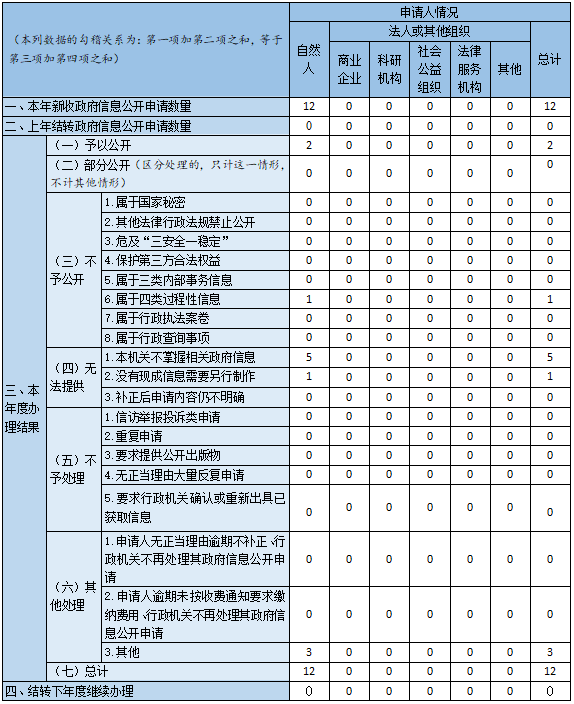 （本列数据的勾稽关系为：第一项加第二项之和，等于
第三项加第四项之和）
申请人情况
自然
人
法人或其他组织
总计
商业
企业
科研
机构
社会
公益
组织
法律
服务
机构
其他
一、本年新收政府信息公开申请数量 12 0 0 0 0 0 12
二、上年结转政府信息公开申请数量 0 0 0 0 0 0 0
三、本
年度办
理结果
（一）予以公开 2 0 0 0 0 0 2
（二）部分公开（区分处理的，只计这一情形，
不计其他情形） 0 0 0 0 0 0 0
（三）不
予公开
1.属于国家秘密 0 0 0 0 0 0 0
2.其他法律行政法规禁止公开 0 0 0 0 0 0 0
3.危及“三安全一稳定” 0 0 0 0 0 0 0
4.保护第三方合法权益 0 0 0 0 0 0 0
5.属于三类内部事务信息 0 0 0 0 0 0 0
6.属于四类过程性信息 1 0 0 0 0 0 1
7.属于行政执法案卷 0 0 0 0 0 0 0
8.属于行政查询事项 0 0 0 0 0 0 0
（四）无
法提供
1.本机关不掌握相关政府信息 5 0 0 0 0 0 5
2.没有现成信息需要另行制作 1 0 0 0 0 0 1
3.补正后申请内容仍不明确 0 0 0 0 0 0 0
（五）不
予处理
1.信访举报投诉类申请 0 0 0 0 0 0 0
2.重复申请 0 0 0 0 0 0 0
3.要求提供公开出版物 0 0 0 0 0 0 0
4.无正当理由大量反复申请 0 0 0 0 0 0 0
5.要求行政机关确认或重新出具已
获取信息 0 0 0 0 0 0 0
（六）其
他处理
1.申请人无正当理由逾期不补正、
行政机关不再处理其政府信息公开申
请 0 0 0 0 0 0 0
2.申请人逾期未按收费通知要求缴
纳费用、行政机关不再处理其政府信
息公开申请 0 0 0 0 0 0 0
3.其他 3 0 0 0 0 0 3
（七）总计 12 0 0 0 0 0 12
四、结转下年度继续办理 0 0 0 0 0 0 0